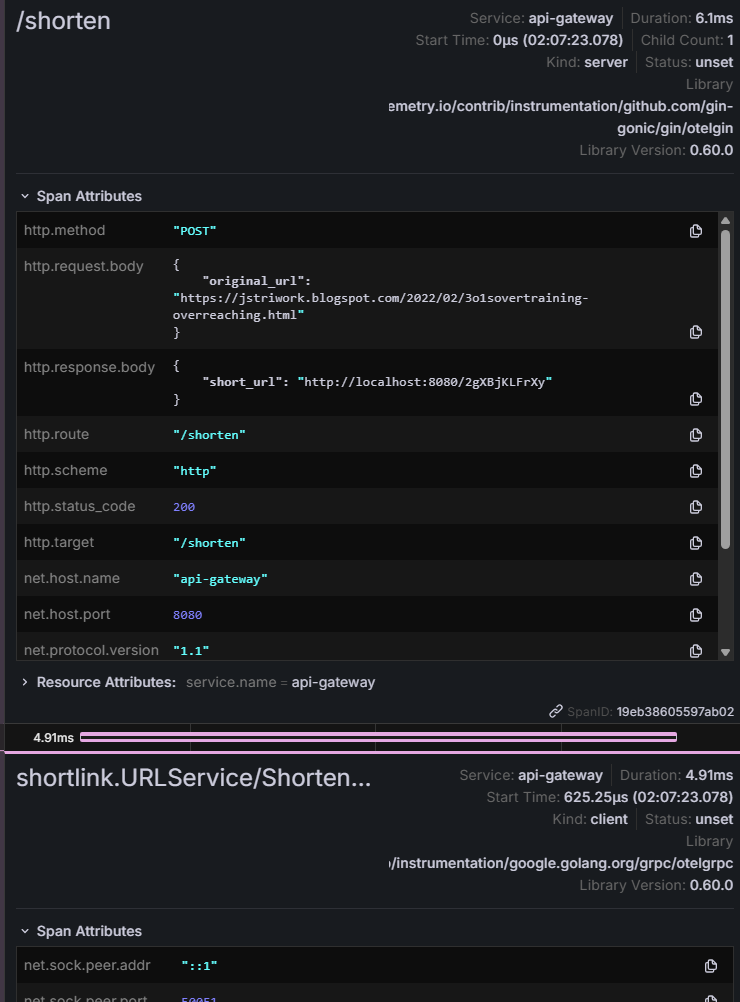 /shorten
Service: api-gateway Duration: 6.1ms
Start Time: 0μs (02:07:23.078) Child Count: 1
Kind: server Status: unset
Library
emetry.io/contrib/instrumentation/github.com/gin-
gonic/gin/otelgin
Library Version: 0.60.0
Span Attributes
http.method "POST"
http.request.body {
"original_url":
"https://jstriwork.blogspot.com/2022/02/3o1sovertraining-
overreaching.html"
}
http.response.body {
"short_url": "http://localhost:8080/2gXBjKLFrXy"
}
http.route "/shorten"
http.scheme "http"
http.status_code 200
http.target "/shorten"
net.host.name "api-gateway"
net.host.port 8080
net.protocol.version "1.1"
Resource Attributes: service.name = api-gateway
SpanID: 19eb38605597ab02
4.91ms
shortlink.URLService/Shorten...
Service: api-gateway Duration: 4.91ms
Start Time: 625.25μs (02:07:23.078)
Kind: client Status: unset
Library
/instrumentation/google.golang.org/grpc/otelgrpc
Library Version: 0.60.0
Span Attributes
net.sock.peer.addr "::1"
net.sock.peer.port 50051